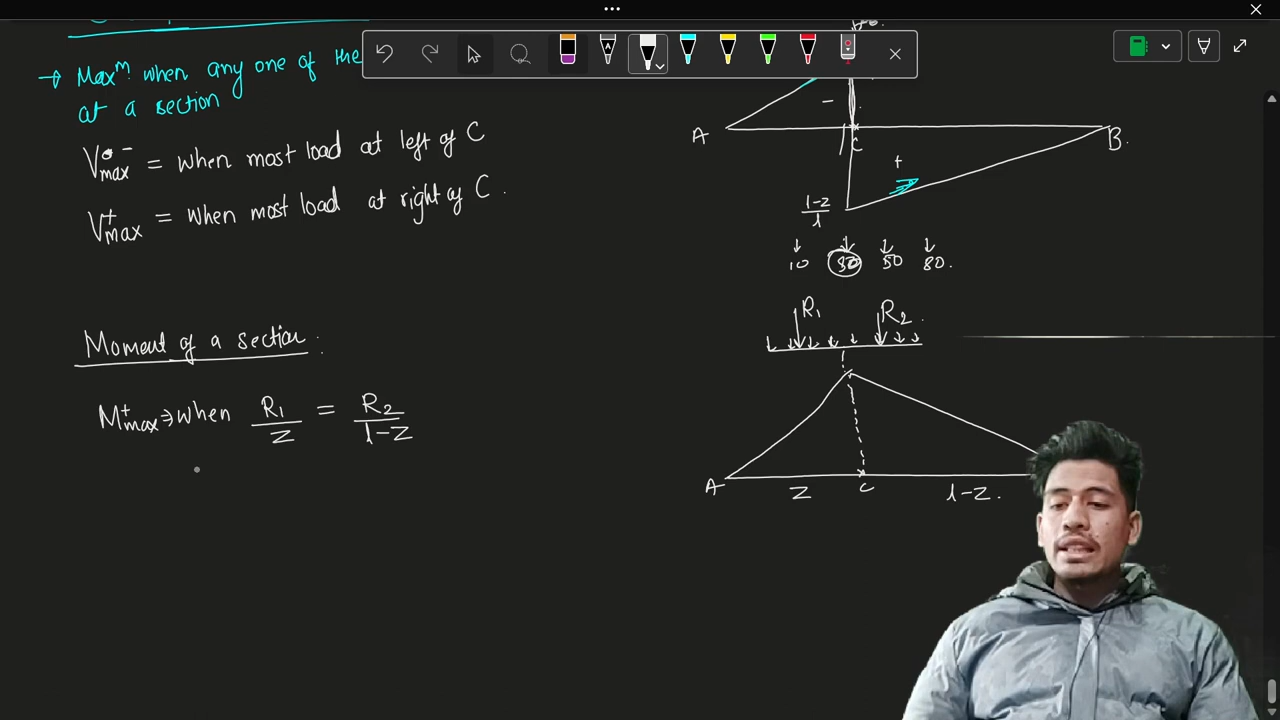 → Maxᵐ. when any one of the
at a section
V⁻max = when most load at left of C
V⁺max = when most load at right of C.
Moment of a section:
M⁺max ⇒ when R₁/z = R₂/(l-z)
A
-
C
B.
+
l-z/l
10 30 50 80.
R₁ R₂
A z C l-z.